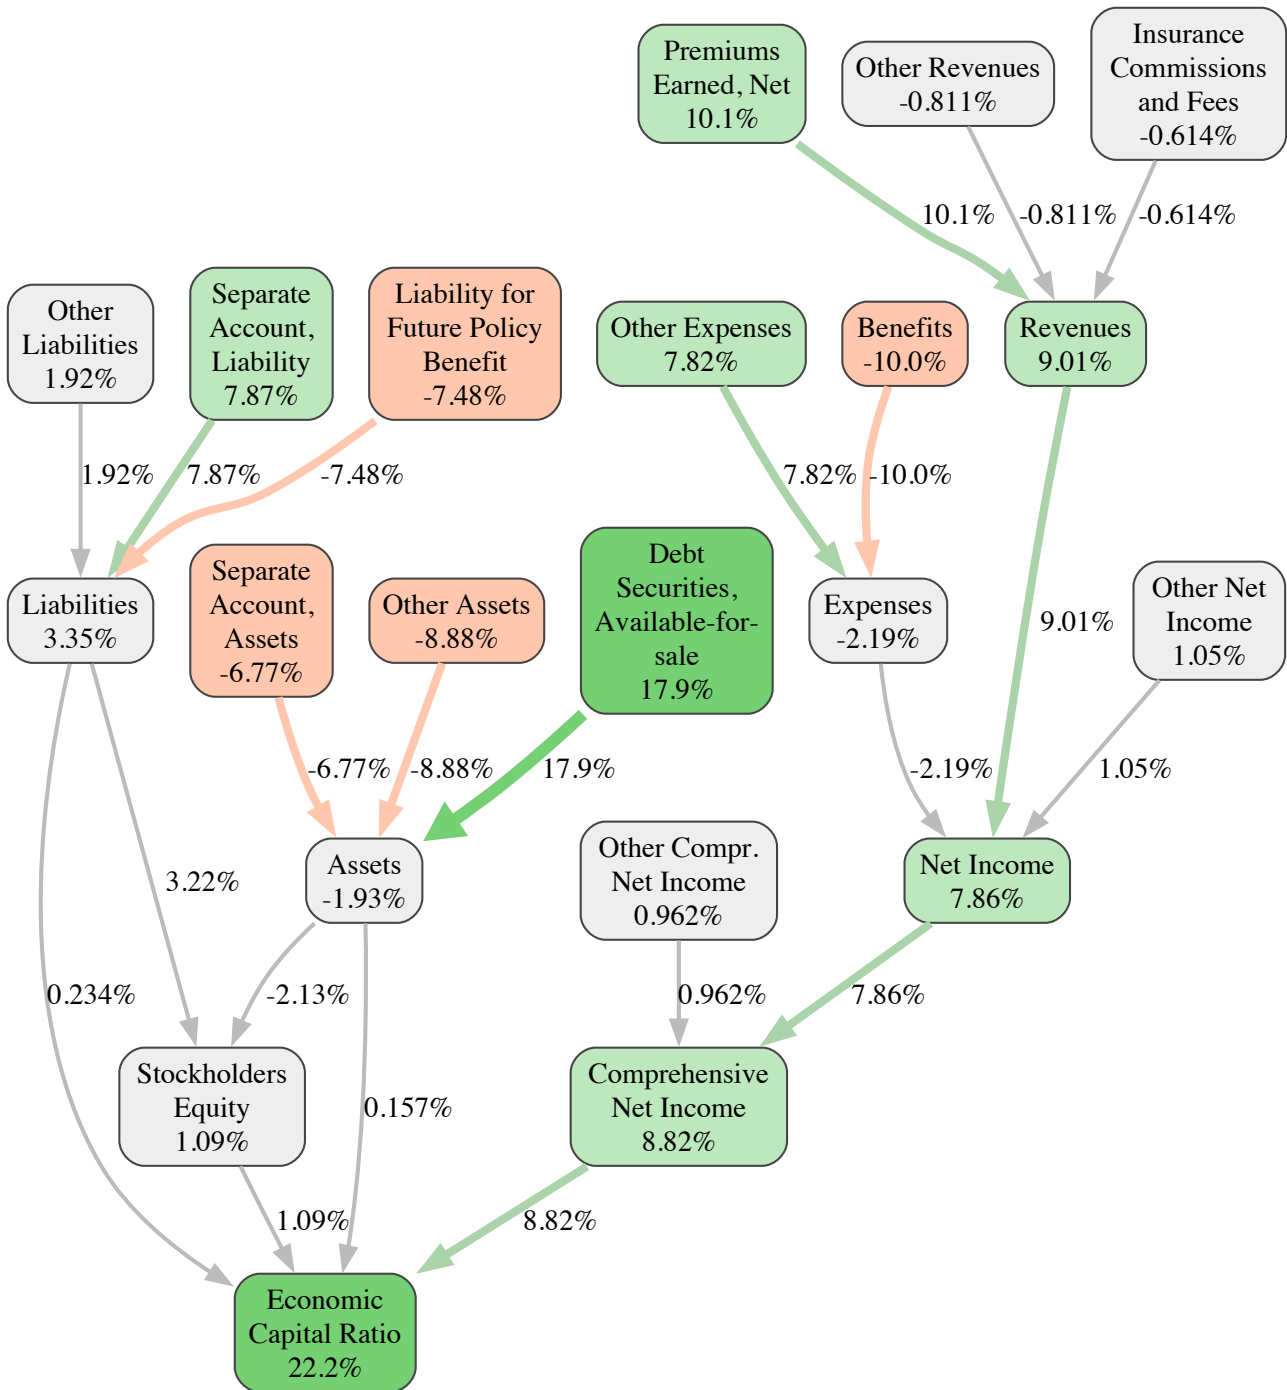 Premiums
Earned, Net
10.1%
Other Revenues
-0.811%
Insurance
Commissions
and Fees
-0.614%
10.1%
-0.811%
-0.614%
Other
Liabilities
1.92%
Separate
Account,
Liability
7.87%
Liability for
Future Policy
Benefit
-7.48%
Other Expenses
7.82%
Benefits
-10.0%
Revenues
9.01%
1.92%
7.87%
-7.48%
7.82%
-10.0%
Liabilities
3.35%
Separate
Account,
Assets
-6.77%
Other Assets
-8.88%
Debt
Securities,
Available-for-
sale
17.9%
Expenses
-2.19%
9.01%
Other Net
Income
1.05%
-6.77%
-8.88%
17.9%
-2.19%
1.05%
3.22%
Assets
-1.93%
Other Compr.
Net Income
0.962%
Net Income
7.86%
0.234%
-2.13%
0.962%
7.86%
Stockholders
Equity
1.09%
0.157%
Comprehensive
Net Income
8.82%
1.09%
8.82%
Economic
Capital Ratio
22.2%